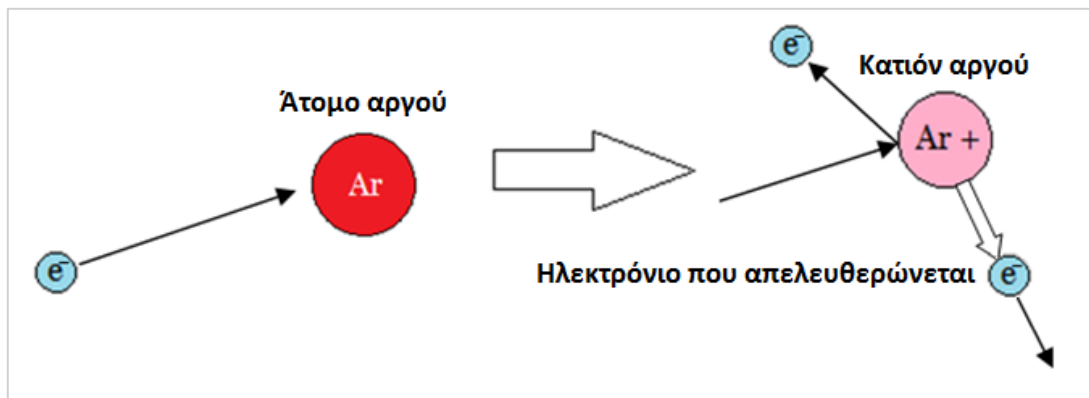 e⁻
Κατιόν αργού
Άτομο αργού
Ar +
Ar
e⁻
Ηλεκτρόνιο που απελευθερώνεται
e⁻